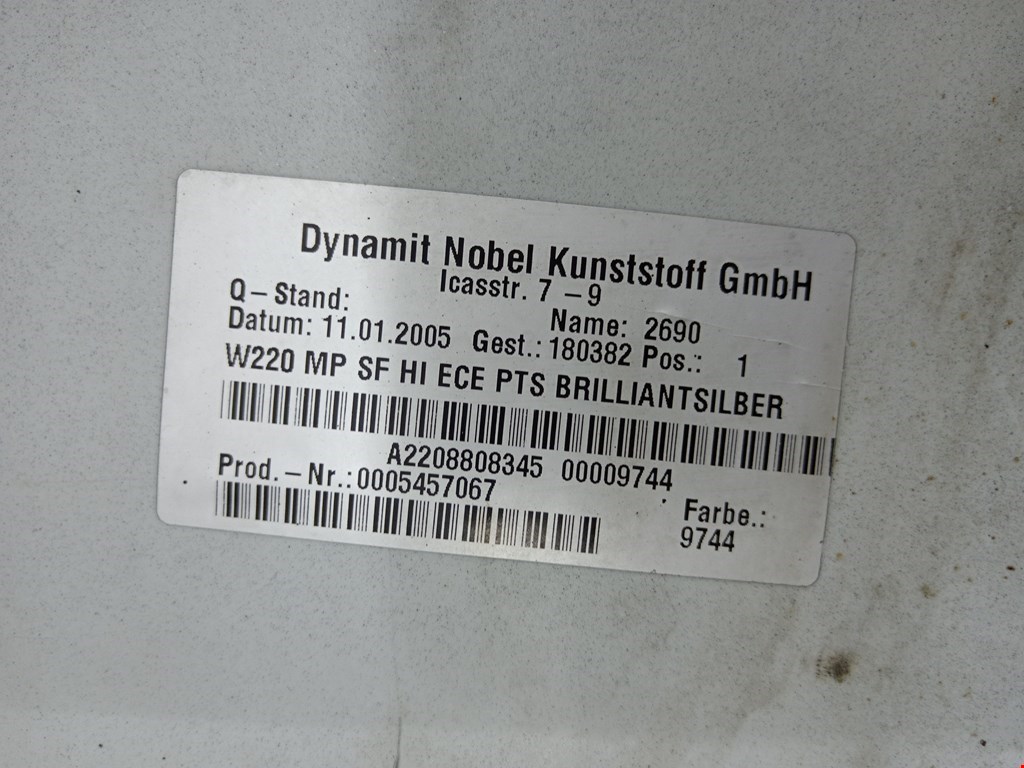 Dynamit Nobel Kunststoff GmbH
Icasstr. 7 – 9
Q – Stand:
Name: 2690
Datum: 11.01.2005 Gest.: 180382 Pos.: 1
W220 MP SF HI ECE PTS BRILLIANTSILBER
A2208808345 00009744
Prod. – Nr.: 0005457067
Farbe.:
9744